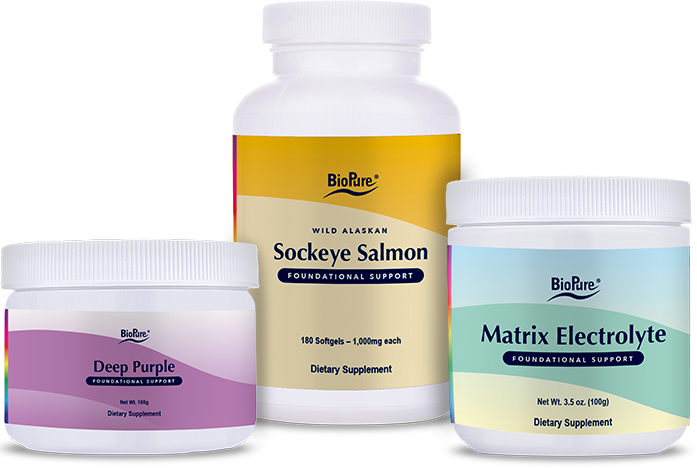 BioPure®
WILD ALASKAN
Sockeye Salmon
FOUNDATIONAL SUPPORT
180 Softgels – 1,000mg each
Dietary Supplement
BioPure®
Deep Purple
FOUNDATIONAL SUPPORT
Net Wt. 100g
Dietary Supplement
BioPure®
Matrix Electrolyte
FOUNDATIONAL SUPPORT
Net Wt. 3.5 oz. (100g)
Dietary Supplement